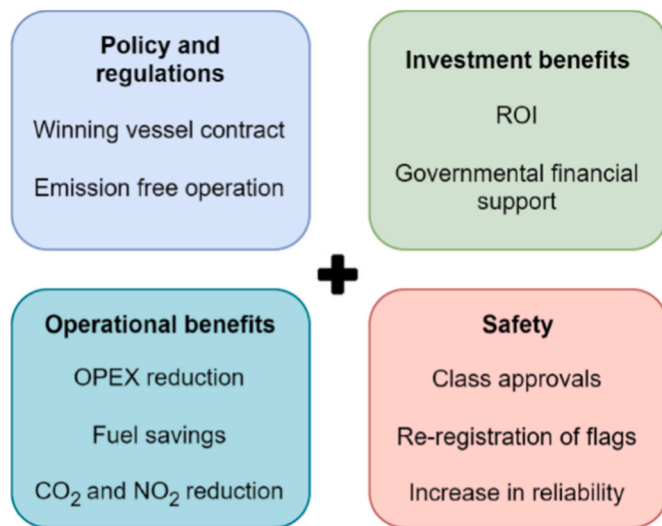 Policy and
regulations
Winning vessel contract
Emission free operation
Investment benefits
ROI
Governmental financial
support
Operational benefits
OPEX reduction
Fuel savings
CO₂ and NO₂ reduction
Safety
Class approvals
Re-registration of flags
Increase in reliability